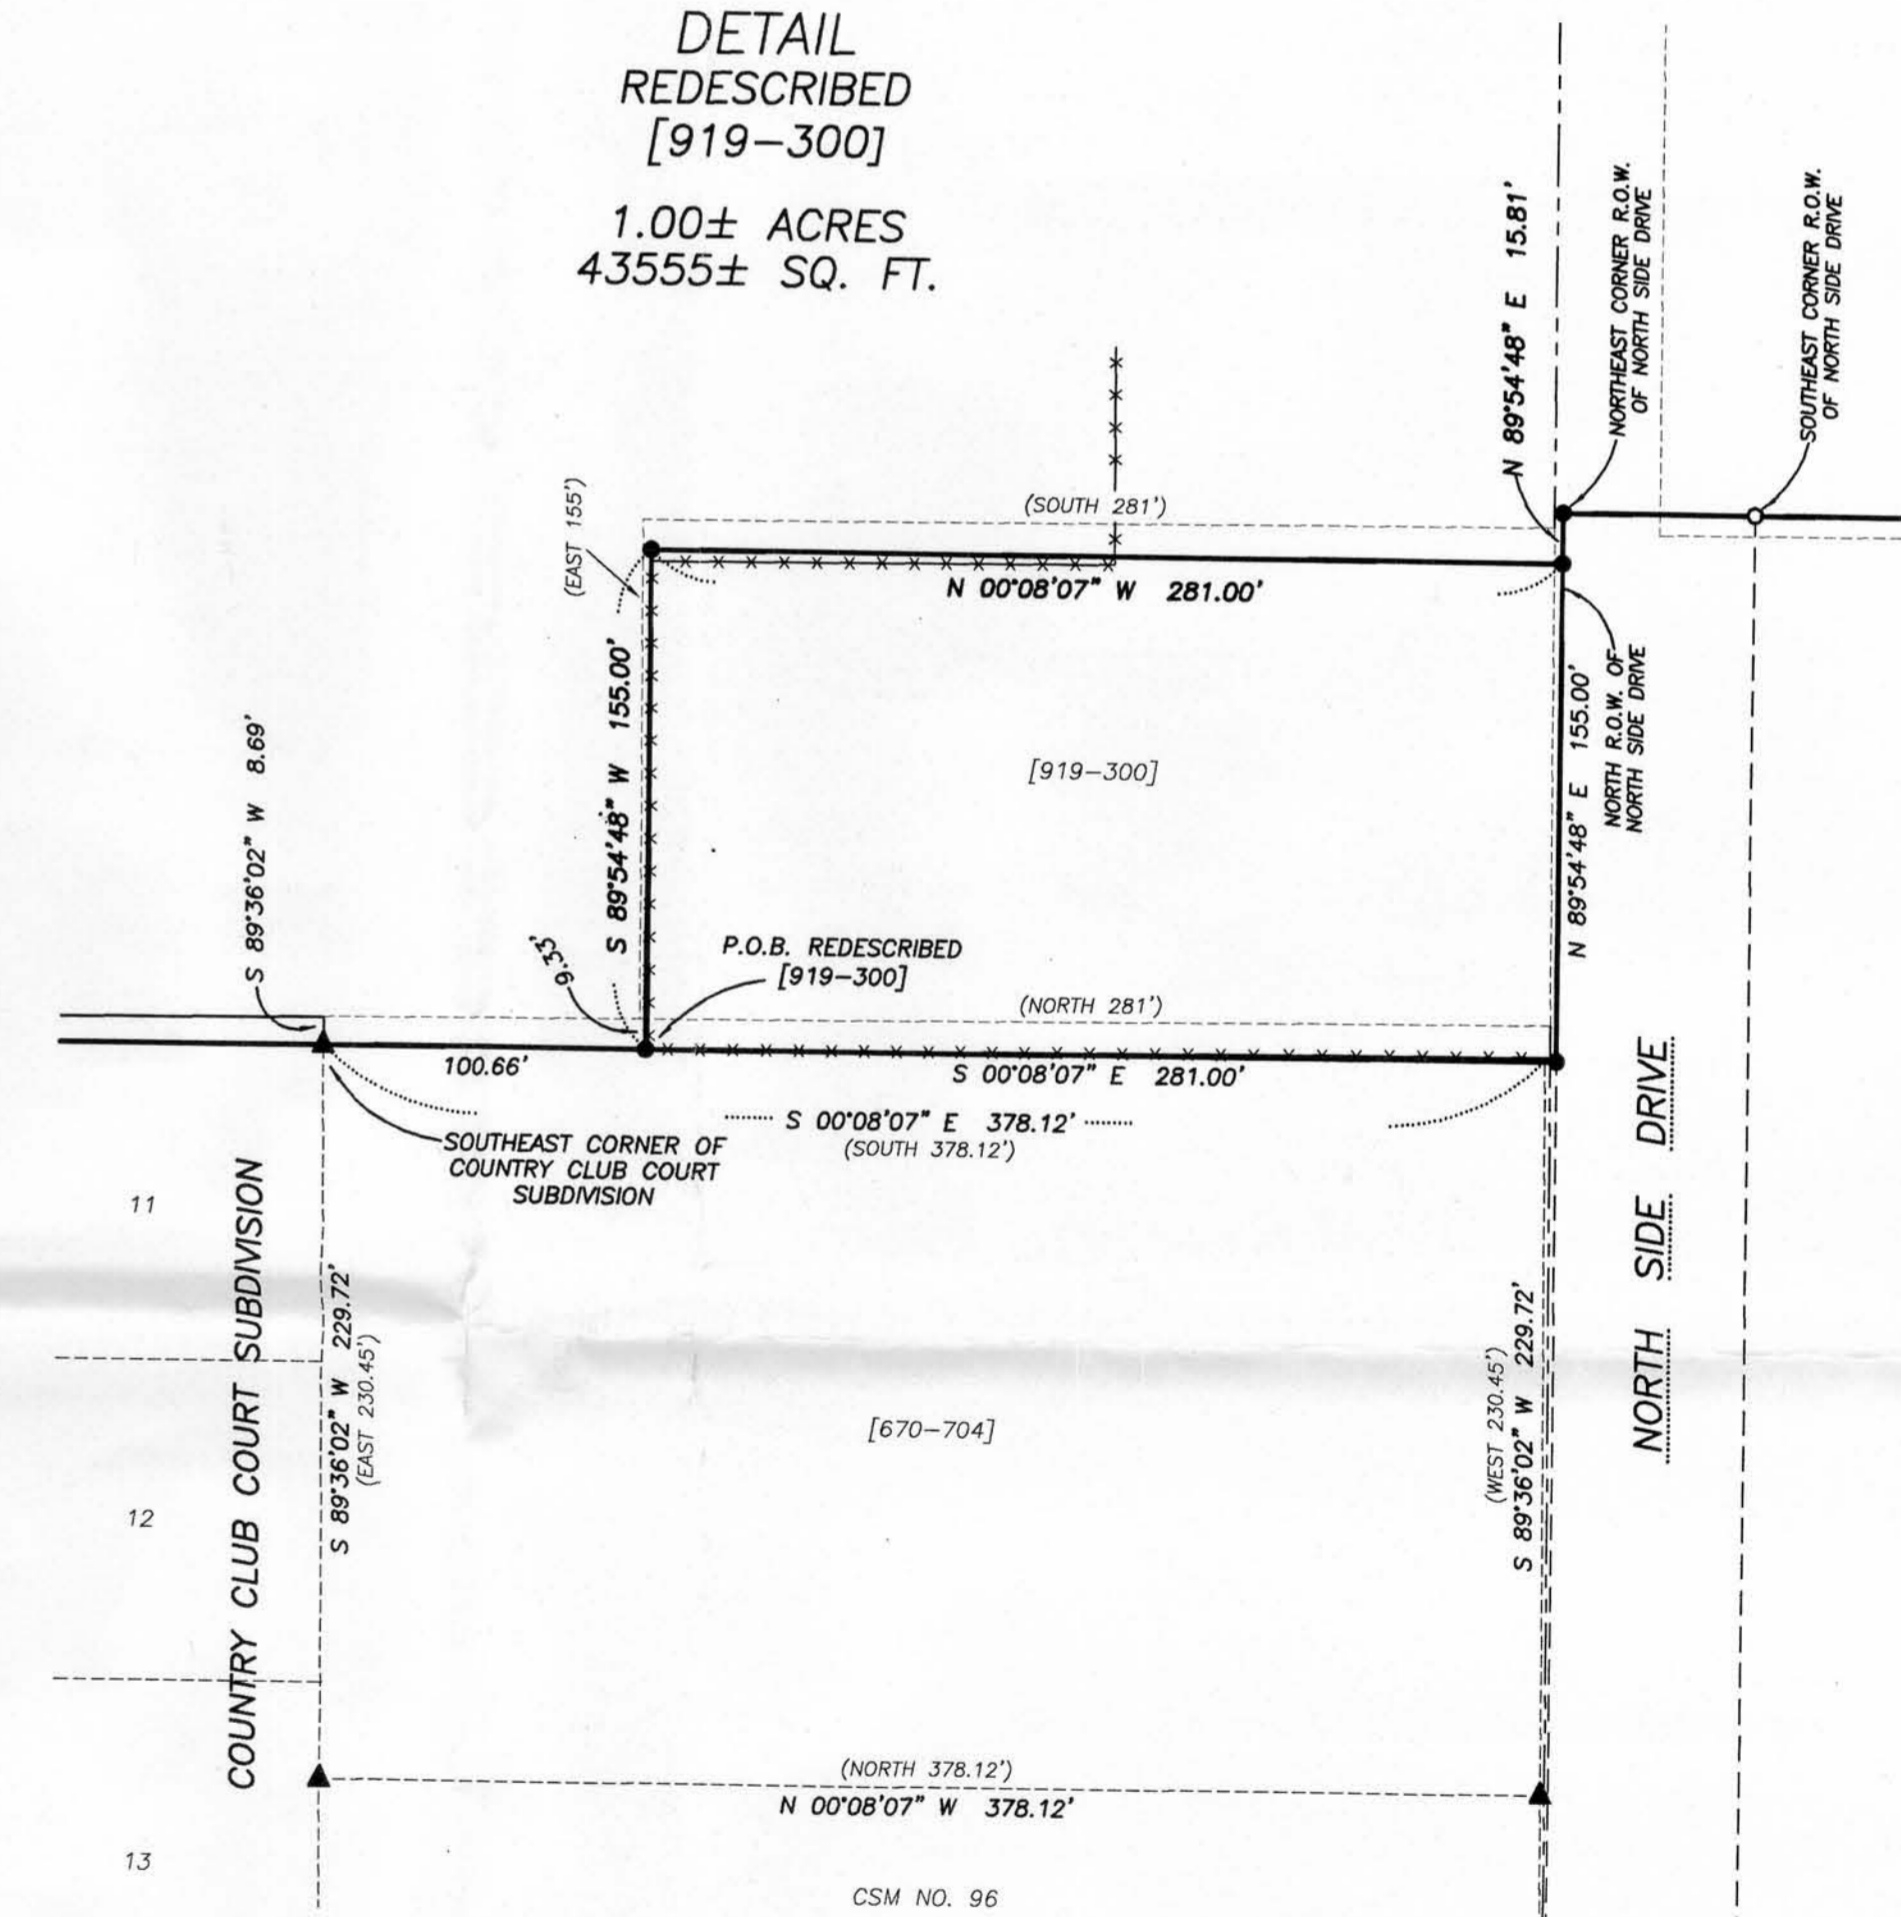 DETAIL
REDESCRIBED
[919-300]
1.00± ACRES
43555± SQ. FT.
N 89°54'48" E 15.81'
NORTHEAST CORNER R.O.W.
OF NORTH SIDE DRIVE
SOUTHEAST CORNER R.O.W.
OF NORTH SIDE DRIVE
(EAST 155')
(SOUTH 281')
N 00°08'07" W 281.00'
S 89°54'48" W 155.00'
[919-300]
N 89°54'48" E 155.00'
NORTH R.O.W. OF
NORTH SIDE DRIVE
S 89°36'02" W 8.69'
9.33'
P.O.B. REDESCRIBED
[919-300]
(NORTH 281')
100.66'
S 00°08'07" E 281.00'
S 00°08'07" E 378.12'
(SOUTH 378.12')
SOUTHEAST CORNER OF
COUNTRY CLUB COURT
SUBDIVISION
11
COUNTRY CLUB COURT SUBDIVISION
S 89°36'02" W 229.72'
(EAST 230.45')
[670-704]
(WEST 230.45')
S 89°36'02" W 229.72'
NORTH SIDE DRIVE
12
(NORTH 378.12')
N 00°08'07" W 378.12'
13
CSM NO. 96